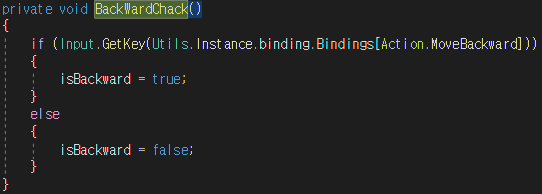 private void BackWardChack()
{
if (Input.GetKey(Utils.Instance.binding.Bindings[Action.MoveBackward]))
{
isBackward = true;
}
else
{
isBackward = false;
}
}